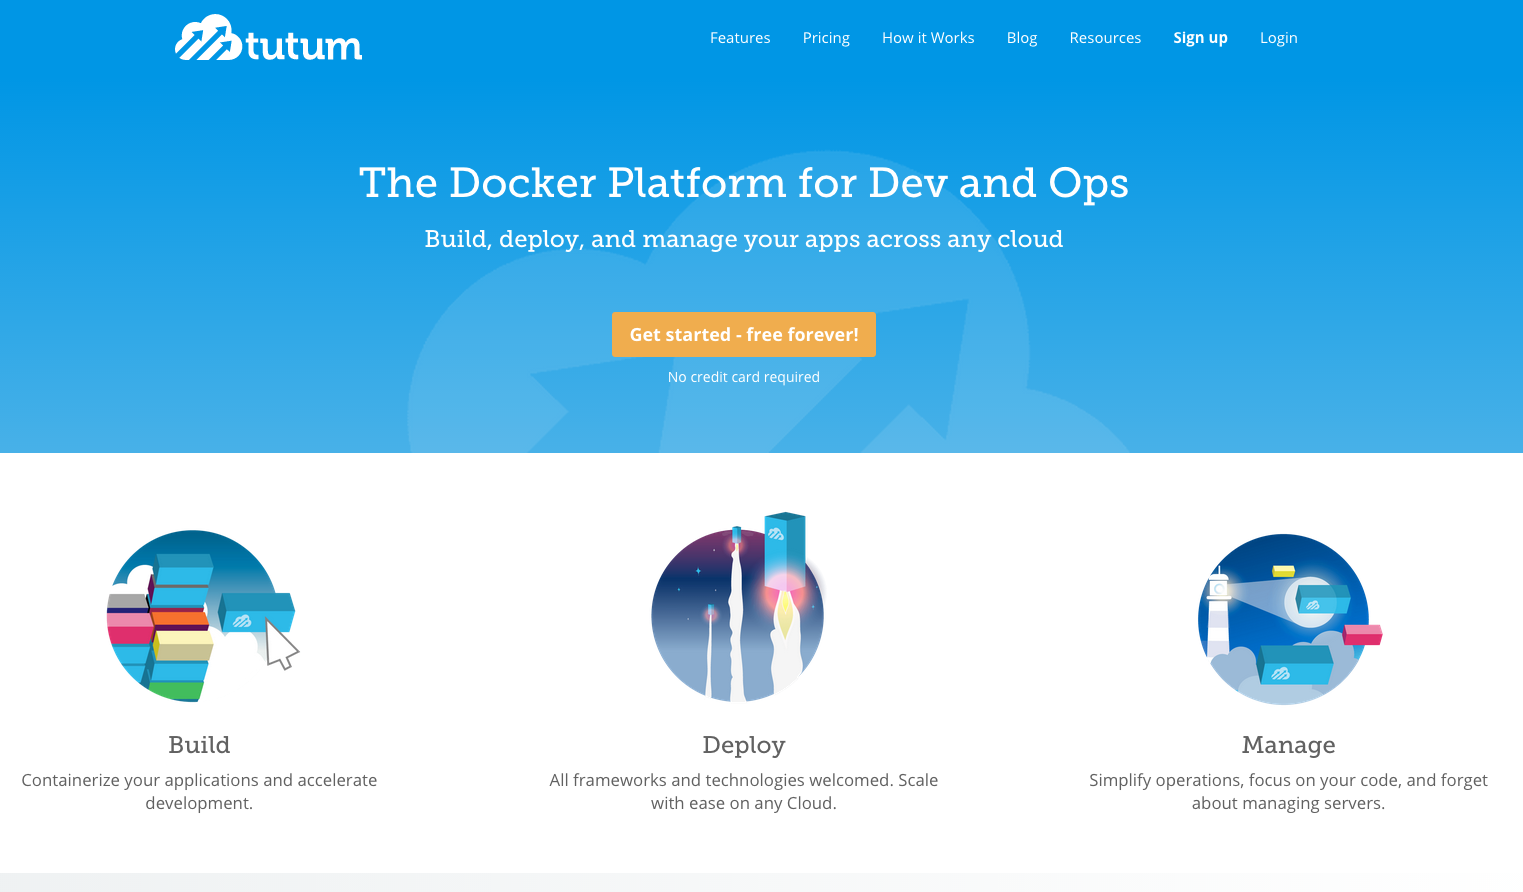 tutum
Features
Pricing
How it Works
Blog
Resources
Sign up
Login
The Docker Platform for Dev and Ops
Build, deploy, and manage your apps across any cloud
Get started - free forever!
No credit card required
Build
Containerize your applications and accelerate
development.
Deploy
All frameworks and technologies welcomed. Scale
with ease on any Cloud.
Manage
Simplify operations, focus on your code, and forget
about managing servers.